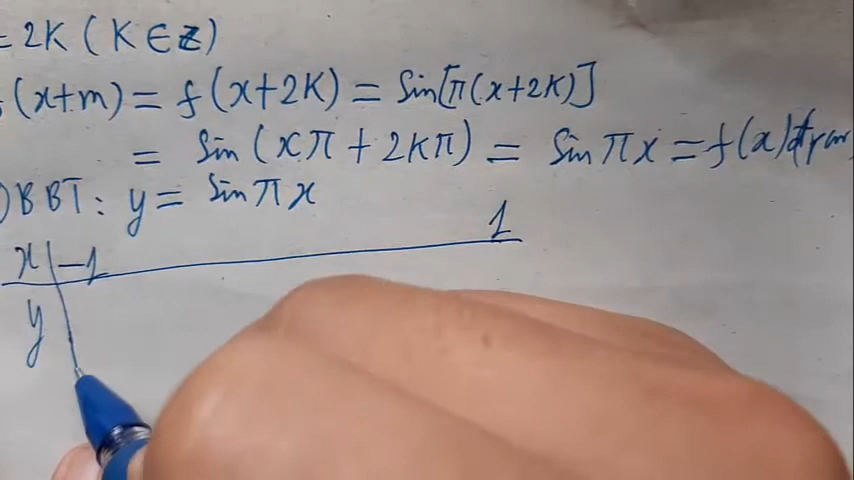 = 2K ( K ∈ Z )
(x+m) = f(x+2K) = Sin[π(x+2K)]
= Sin (xπ + 2Kπ) = Sin πx = f(x)
) BBT: y = Sin πx
x -1 1
y